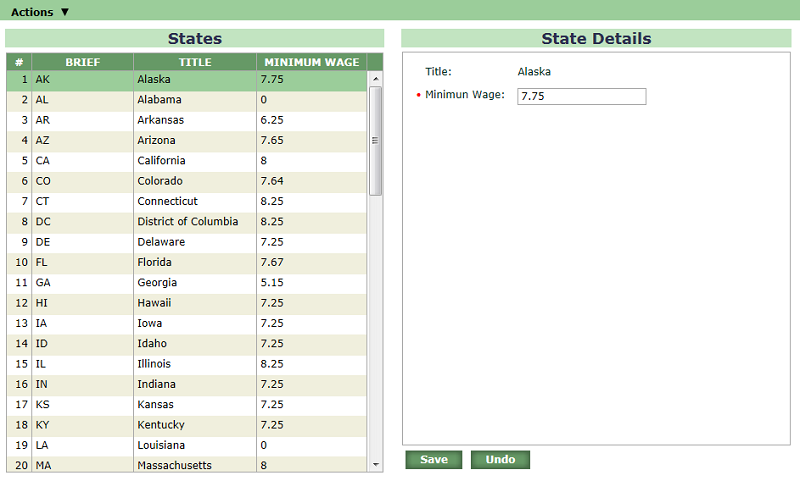 Actions ▼
States
# BRIEF TITLE MINIMUM WAGE
1 AK Alaska 7.75
2 AL Alabama 0
3 AR Arkansas 6.25
4 AZ Arizona 7.65
5 CA California 8
6 CO Colorado 7.64
7 CT Connecticut 8.25
8 DC District of Columbia 8.25
9 DE Delaware 7.25
10 FL Florida 7.67
11 GA Georgia 5.15
12 HI Hawaii 7.25
13 IA Iowa 7.25
14 ID Idaho 7.25
15 IL Illinois 8.25
16 IN Indiana 7.25
17 KS Kansas 7.25
18 KY Kentucky 7.25
19 LA Louisiana 0
20 MA Massachusetts 8
State Details
Title: Alaska
• Minimun Wage: 7.75
Save Undo